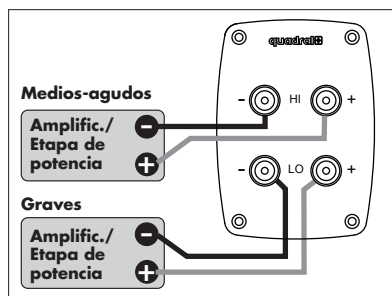 quadral
Medios-agudos
- HI +
Amplific./
Etapa de
potencia
-
+
- LO +
Graves
Amplific./
Etapa de
potencia
-
+